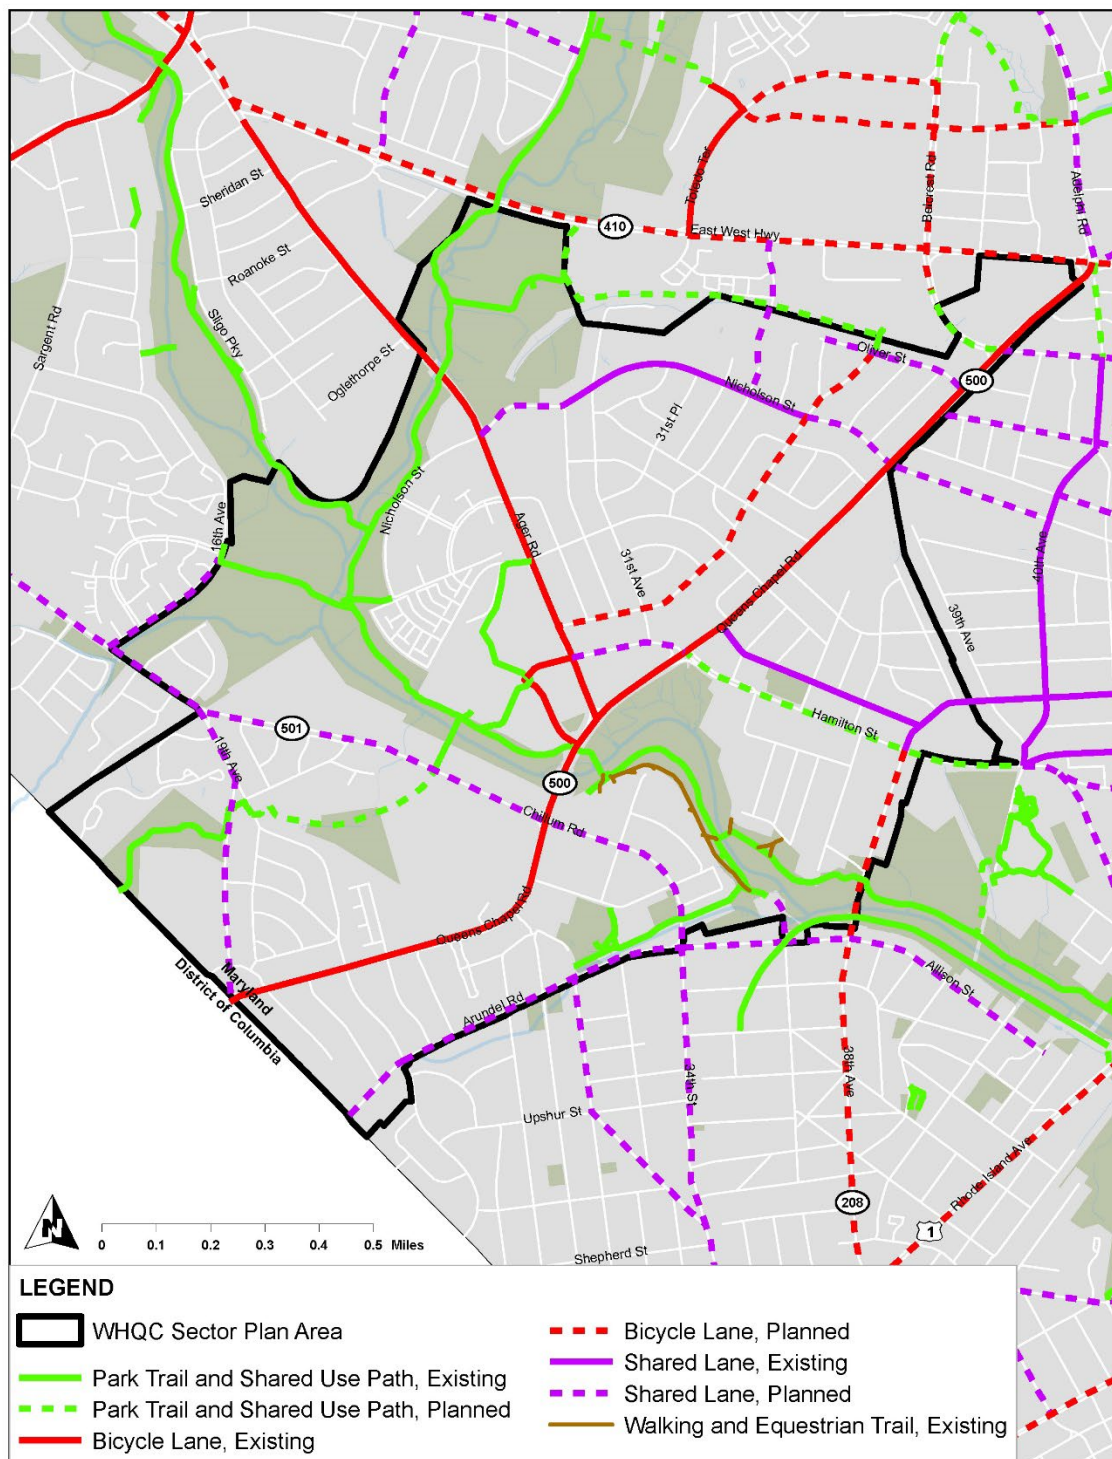 Sheridan St
Toledo Ter
Belcrest Rd
Adelphi Rd
410
East West Hwy
Roanoke St
Sligo Pky
Sargent Rd
Oglethorpe St
Oliver St
500
Nicholson St
31st Pl
Nicholson St
16th Ave
Ager Rd
40th Ave
31st Ave
Queens Chapel Rd
39th Ave
Hamilton St
501
19th Ave
500
Chillum Rd
Queens Chapel Rd
Maryland
District of Columbia
Allison St
Arundel Rd
34th St
38th Ave
Upshur St
Rhode Island Ave
208
1
Shepherd St
N
0 0.1 0.2 0.3 0.4 0.5 Miles
LEGEND
WHQC Sector Plan Area
Park Trail and Shared Use Path, Existing
Park Trail and Shared Use Path, Planned
Bicycle Lane, Existing
Bicycle Lane, Planned
Shared Lane, Existing
Shared Lane, Planned
Walking and Equestrian Trail, Existing